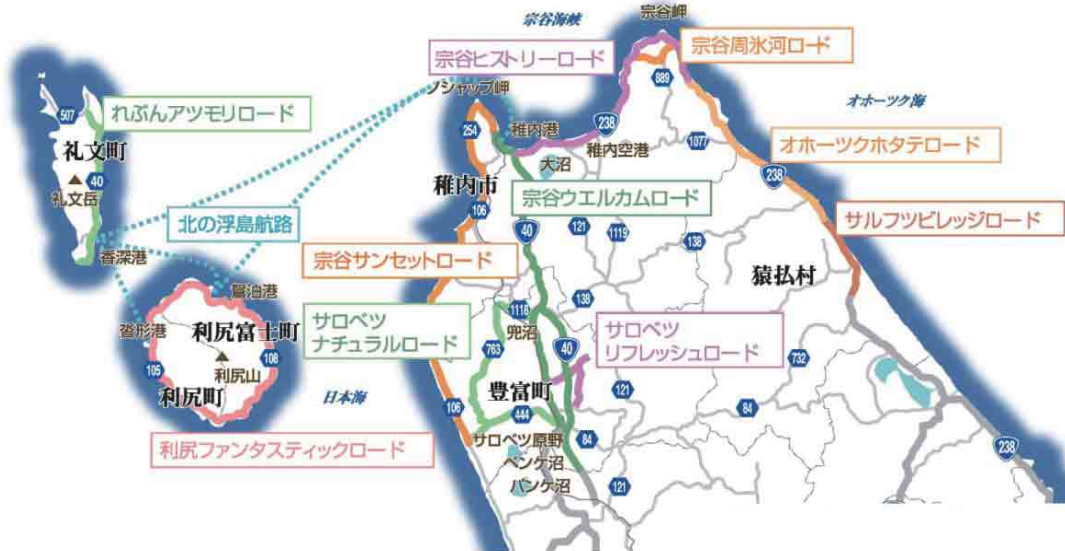 宗谷海峡
宗谷岬
宗谷ヒストリーロード
宗谷周氷河ロード
889
ノシャップ岬
オホーツク海
507
れぶんアツモリロード
254
稚内港
238
稚内空港
1077
オホーツクホタテロード
礼文町
大沼
238
40
礼文岳
稚内市
宗谷ウエルカムロード
106
サルフツビレッジロード
北の浮島航路
40
121
1119
138
香深港
宗谷サンセットロード
猿払村
鴛泊港
138
1118
沓形港
利尻富士町
サロベツ
ナチュラルロード
兜沼
サロベツ
リフレッシュロード
763
40
利尻山
108
732
105
利尻町
日本海
豊富町
121
106
444
84
利尻ファンタスティックロード
サロベツ原野
84
238
ペンケ沼
パンケ沼
121